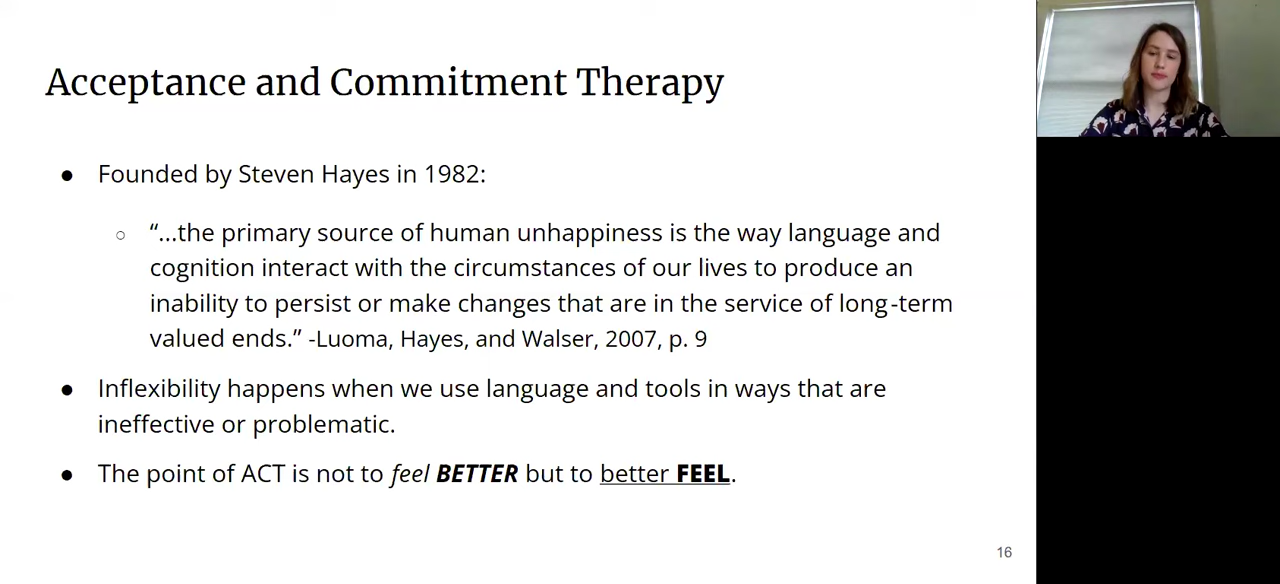 Acceptance and Commitment Therapy
● Founded by Steven Hayes in 1982:
○ “...the primary source of human unhappiness is the way language and
cognition interact with the circumstances of our lives to produce an
inability to persist or make changes that are in the service of long-term
valued ends.” -Luoma, Hayes, and Walser, 2007, p. 9
● Inflexibility happens when we use language and tools in ways that are
ineffective or problematic.
● The point of ACT is not to feel BETTER but to better FEEL.
16